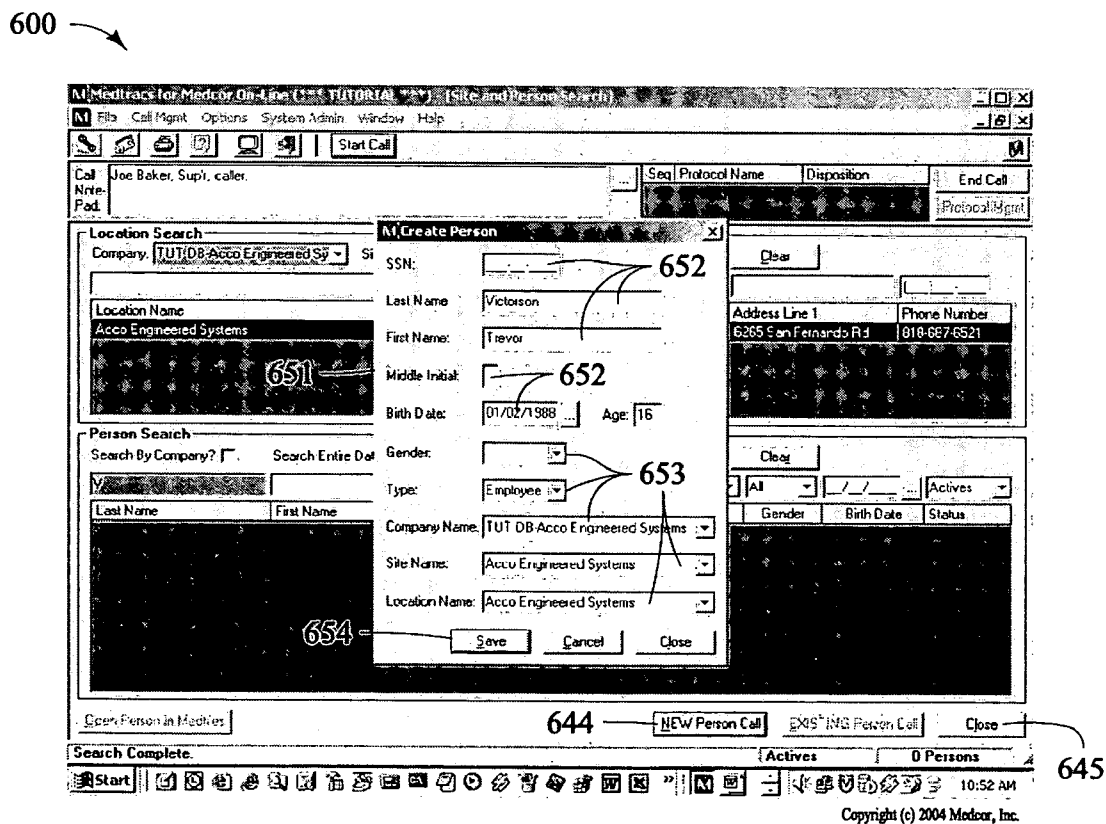 600
Medtracs for Medcor On-Line (*** TUTORIAL ***) - [Site and Person Search]
File Call Mgmt Options System Admin Window Help
Start Call
Call Note-Pad.
Joe Baker, Sup'r, caller.
...
Seq Protocol Name Disposition
End Call
Protocol Mgmt
Location Search
Company. TUT DB-Acco Engineered Sy
Clear
Location Name
Address Line 1 Phone Number
Acco Engineered Systems
6265 San Fernando Rd 818-687-6521
Create Person
SSN:
652
Last Name Victorson
First Name: Trevor
651
Middle Initial:
652
Birth Date: 01/02/1988 ... Age: 16
Gender:
653
Type: Employee
Company Name: TUT DB-Acco Engineered Systems
Site Name: Acco Engineered Systems
Location Name: Acco Engineered Systems
654
Save Cancel Close
Person Search
Search By Company? Search Entire
Clear
V
All _/_/_ ... Actives
Last Name First Name Gender Birth Date Status
Open Person in Medfiles
644
NEW Person Call EXISTING Person Call Close
645
Search Complete. Actives 0 Persons
Start 10:52 AM
Copyright (c) 2004 Medcor, Inc.